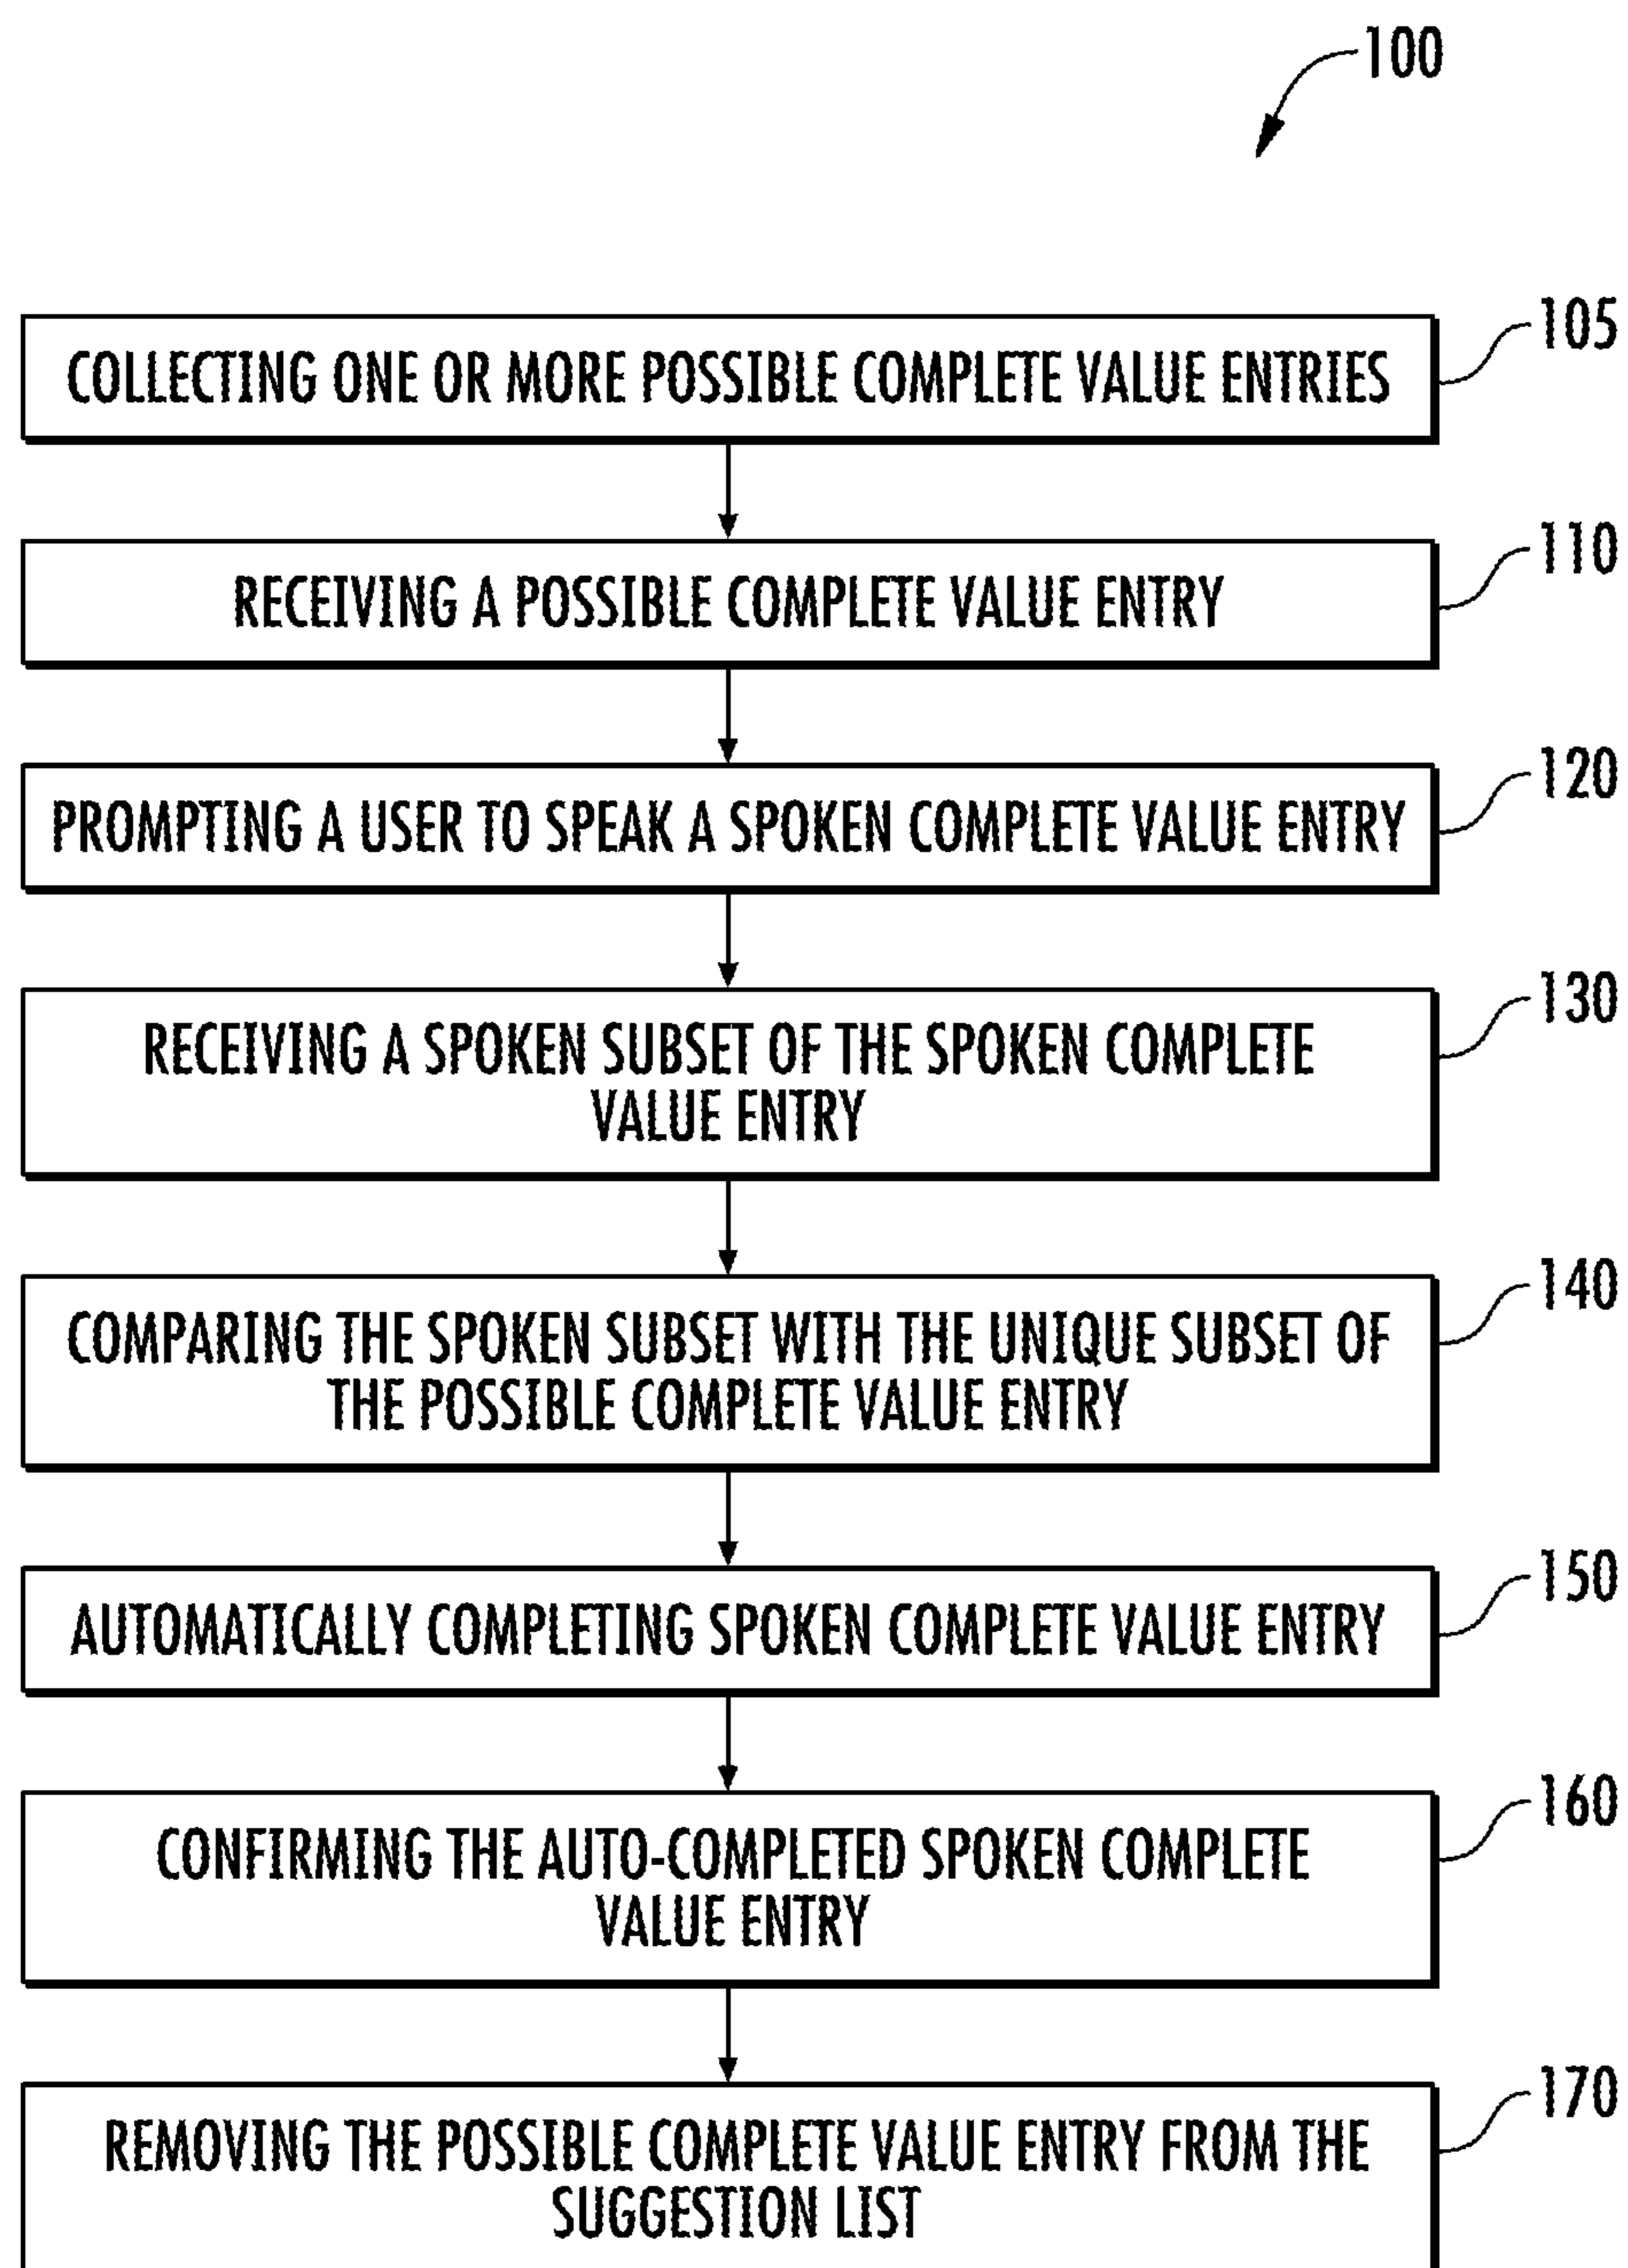 100
COLLECTING ONE OR MORE POSSIBLE COMPLETE VALUE ENTRIES
105
RECEIVING A POSSIBLE COMPLETE VALUE ENTRY
110
PROMPTING A USER TO SPEAK A SPOKEN COMPLETE VALUE ENTRY
120
RECEIVING A SPOKEN SUBSET OF THE SPOKEN COMPLETE
VALUE ENTRY
130
COMPARING THE SPOKEN SUBSET WITH THE UNIQUE SUBSET OF
THE POSSIBLE COMPLETE VALUE ENTRY
140
AUTOMATICALLY COMPLETING SPOKEN COMPLETE VALUE ENTRY
150
CONFIRMING THE AUTO-COMPLETED SPOKEN COMPLETE
VALUE ENTRY
160
REMOVING THE POSSIBLE COMPLETE VALUE ENTRY FROM THE
SUGGESTION LIST
170